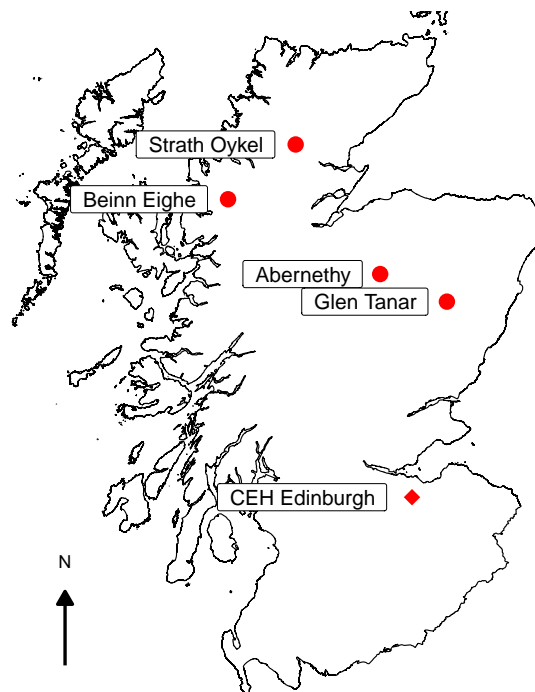 Strath Oykel
Beinn Eighe
Abernethy
Glen Tanar
CEH Edinburgh
N